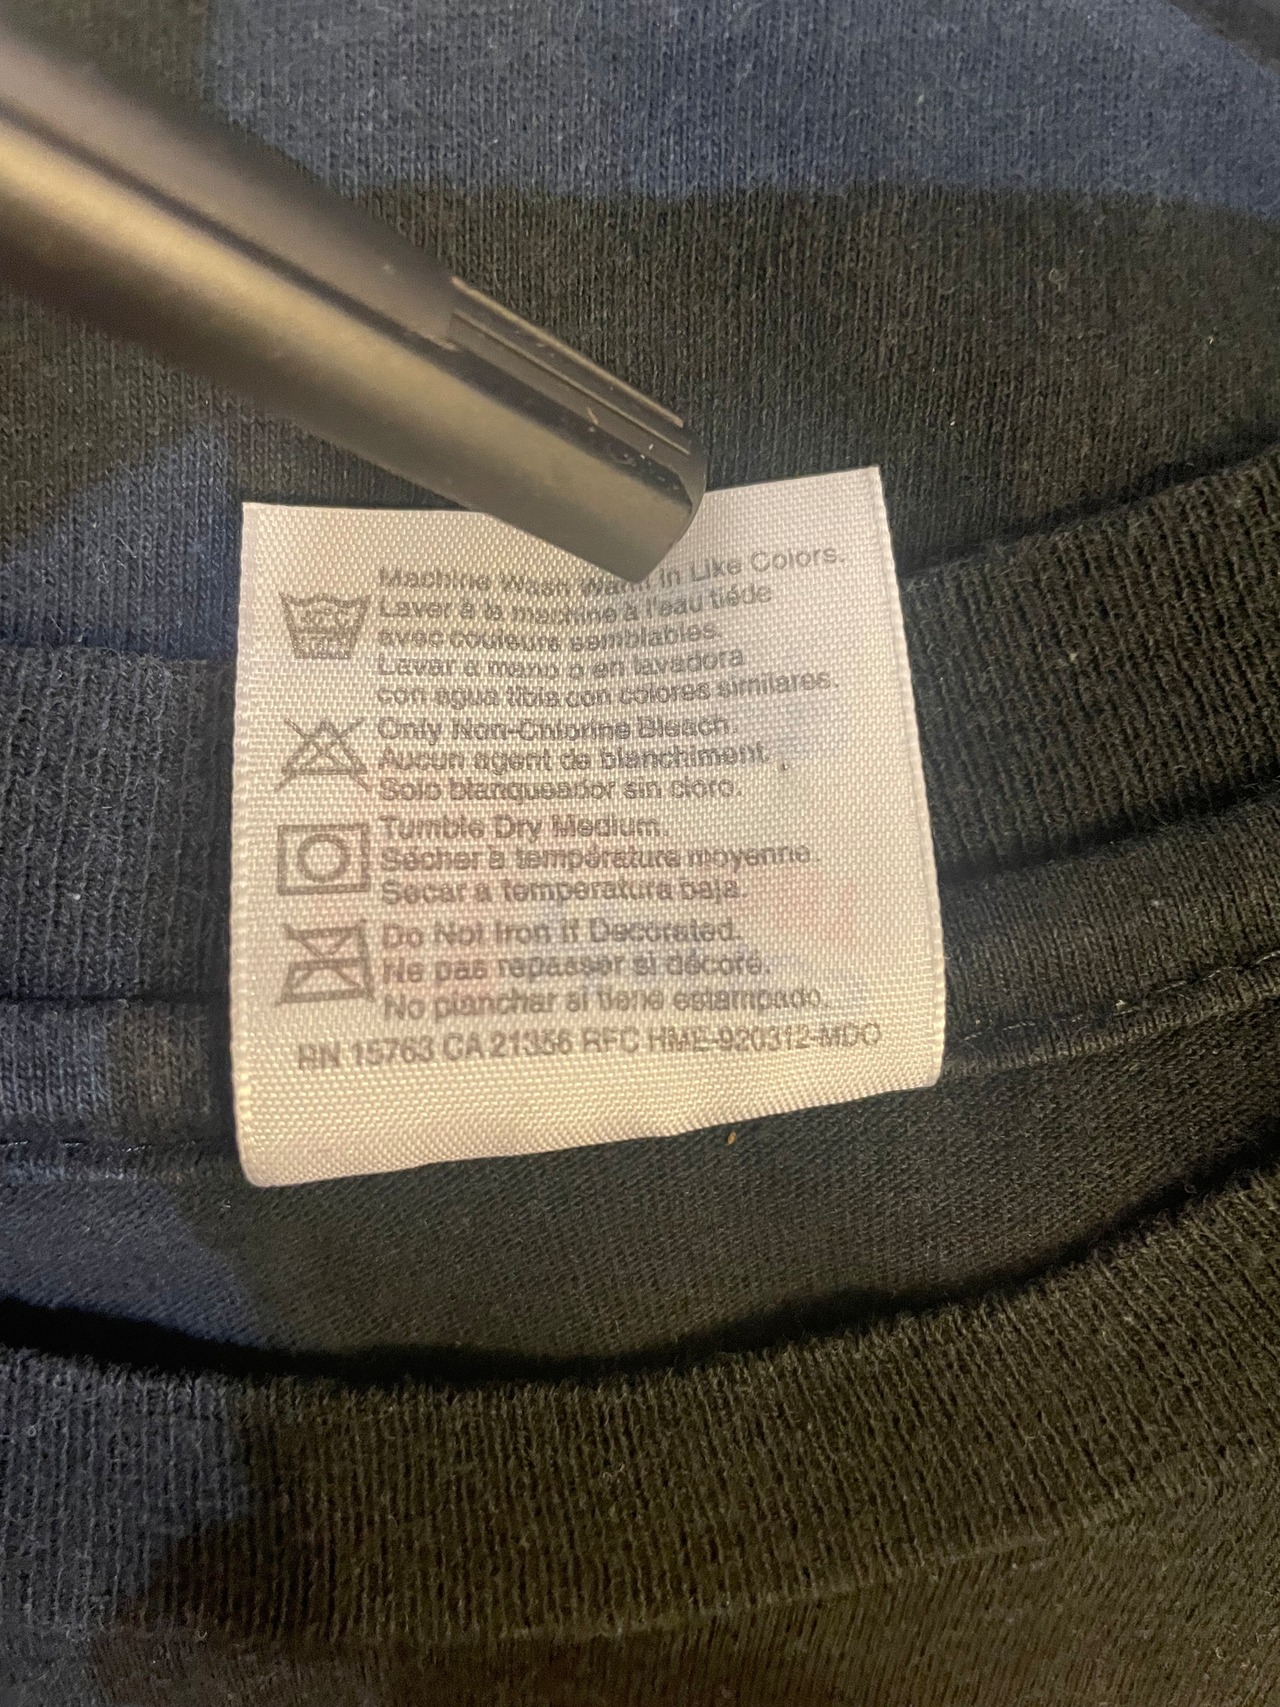 Machine Wash Warm in Like Colors.
Laver à la machine à l'eau tiéde
avec couleurs semblables.
Lavar a mano o en lavadora
con agua tibia con colores similares.
Only Non-Chlorine Bleach.
Aucun agent de blanchiment.
Solo blanqueador sin cloro.
Tumble Dry Medium.
Sécher à température moyenne.
Secar a temperatura baja.
Do Not Iron If Decorated.
Ne pas repasser si décoré.
No planchar si tiene estampado.
RN 15763 CA 21356 RFC HME-920312-MDO